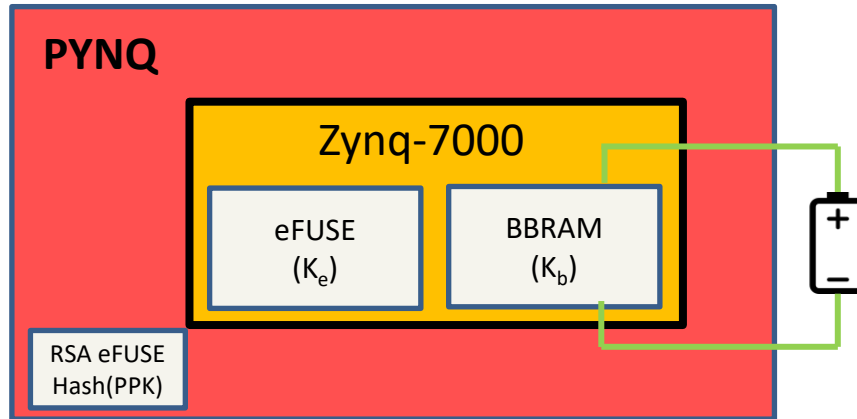 PYNQ
Zynq-7000
eFUSE
(Ke)
BBRAM
(Kb)
+
−
RSA eFUSE
Hash(PPK)